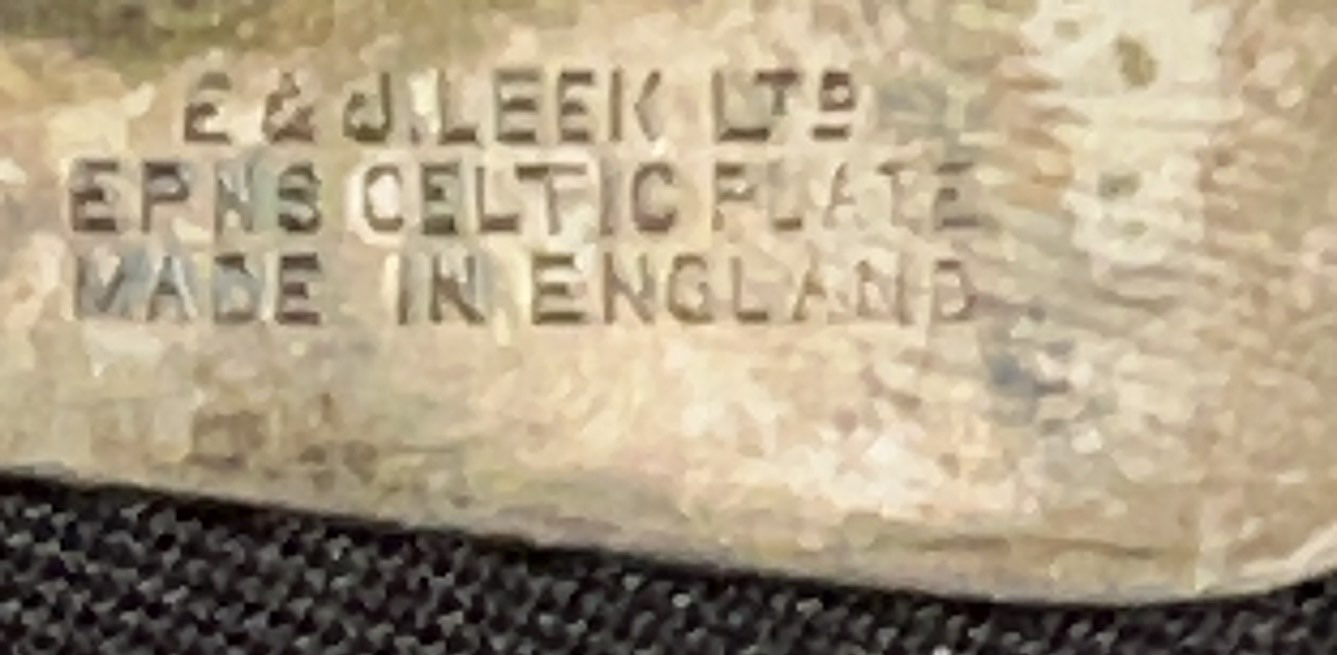 E & J. LEEK LTD
EPNS CELTIC PLATE
MADE IN ENGLAND